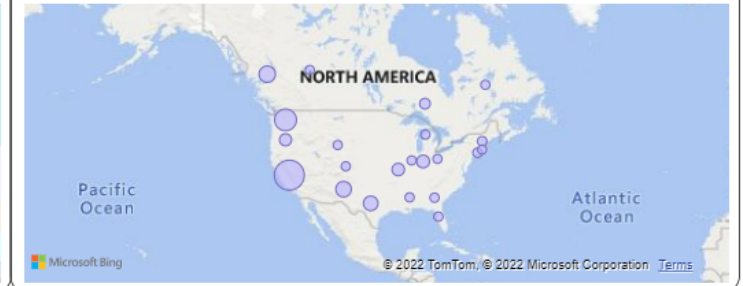 NORTH AMERICA
Pacific
Ocean
Atlantic
Ocean
Microsoft Bing
© 2022 TomTom, © 2022 Microsoft Corporation Terms